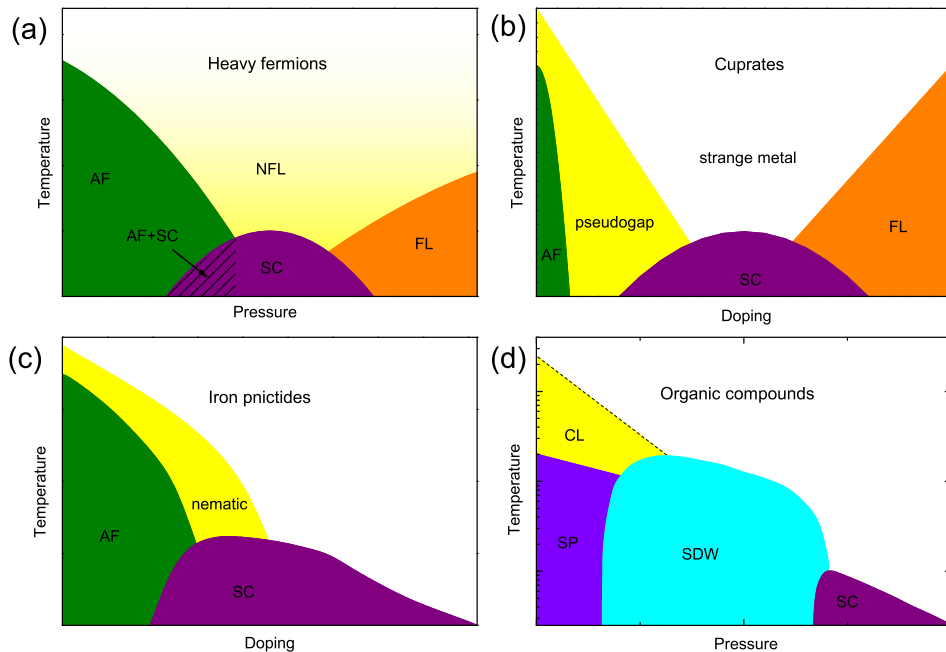 (a)
Heavy fermions
NFL
AF
AF+SC
SC
FL
Temperature
Pressure
(b)
Cuprates
strange metal
pseudogap
AF
FL
SC
Temperature
Doping
(c)
Iron pnictides
nematic
AF
SC
Temperature
Doping
(d)
Organic compounds
CL
SP
SDW
SC
Temperature
Pressure